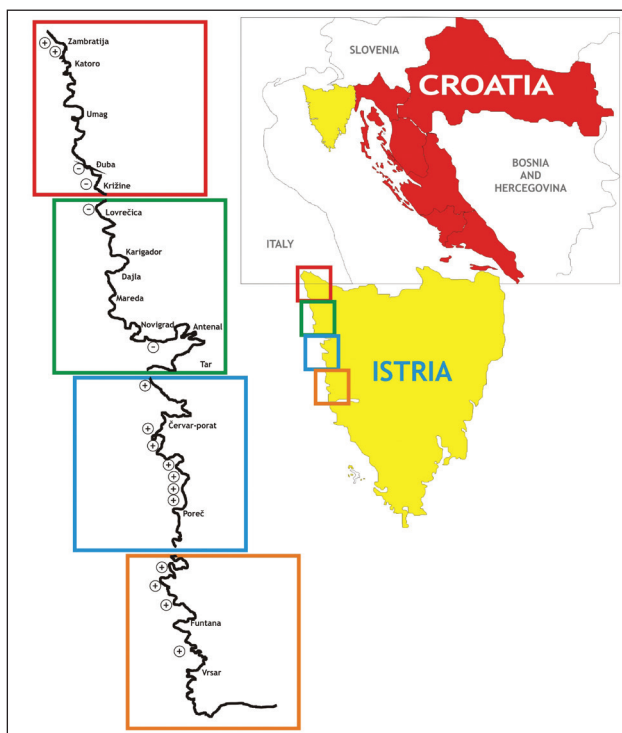 Zambratija
Katoro
Umag
Đuba
Križine
Lovrečica
Karigador
Dajla
Mareda
Novigrad
Antenal
Tar
Červar-porat
Poreč
Funtana
Vrsar
SLOVENIA
CROATIA
BOSNIA
AND
HERCEGOVINA
ITALY
ISTRIA
+
+
-
-
-
-
+
+
+
+
+
+
+
+
+
+